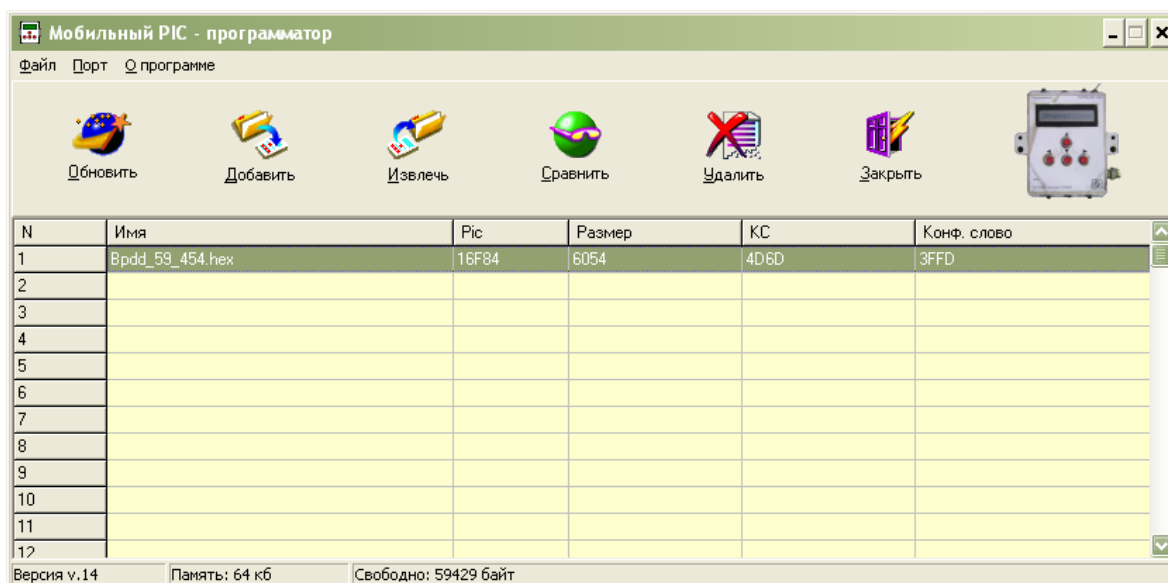 Мобильный PIC - программатор
Файл Порт О программе
Обновить Добавить Извлечь Сравнить Удалить Закрыть
N Имя Pic Размер КС Конф. слово
1 Bpdd_59_454.hex 16F84 6054 4D6D 3FFD
2
3
4
5
6
7
8
9
10
11
12
Версия v.14 Память: 64 кб Свободно: 59429 байт